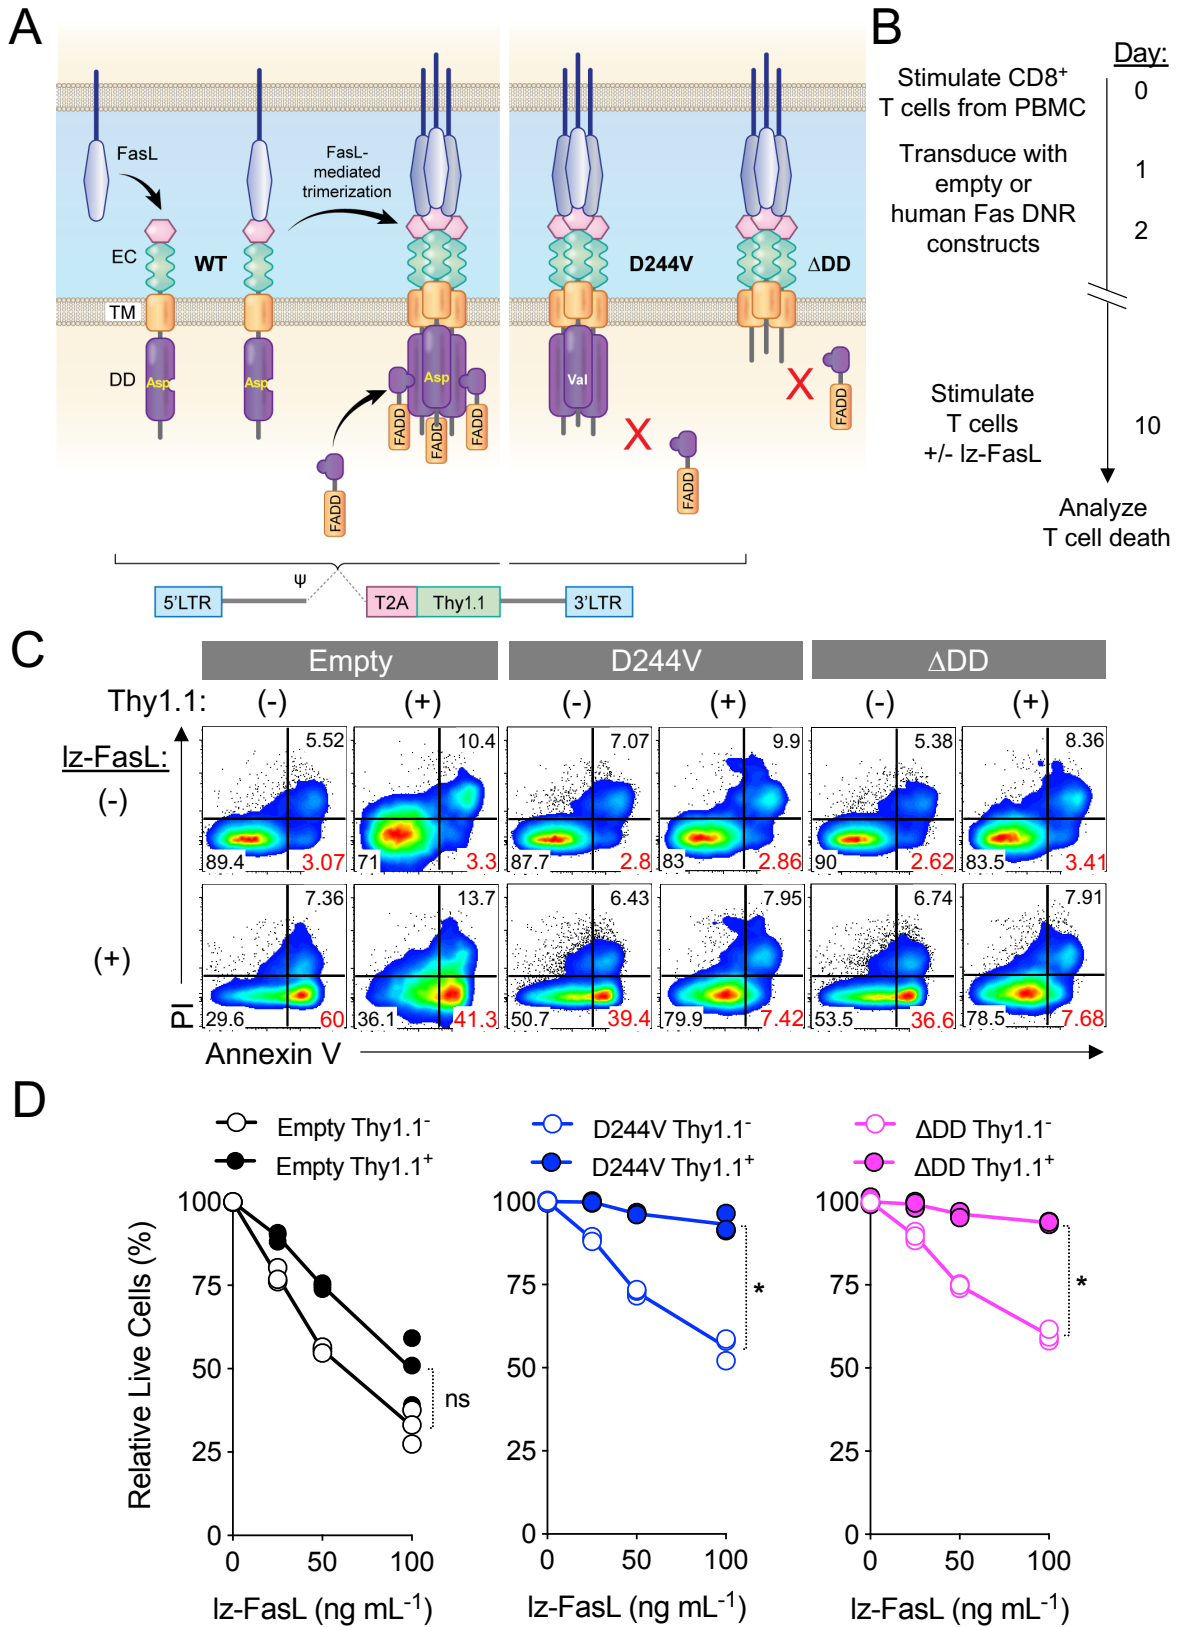 A
FasL
FasL-
mediated
trimerization
EC
WT
TM
DD
Asp
Asp
Asp
FADD
FADD
FADD
FADD
D244V
ΔDD
Val
X
X
FADD
FADD
ψ
5'LTR
T2A
Thy1.1
3'LTR
B
Day:
Stimulate CD8+
T cells from PBMC
0
Transduce with
empty or
human Fas DNR
constructs
1
2
Stimulate
T cells
+/- lz-FasL
10
Analyze
T cell death
C
Empty
D244V
ΔDD
Thy1.1:
(-)
(+)
(-)
(+)
(-)
(+)
lz-FasL:
(-)
5.52
10.4
7.07
9.9
5.38
8.36
89.4
3.07
71
3.3
87.7
2.8
83
2.86
90
2.62
83.5
3.41
(+)
7.36
13.7
6.43
7.95
6.74
7.91
29.6
60
36.1
41.3
50.7
39.4
79.9
7.42
53.5
36.6
78.5
7.68
PI
Annexin V
D
Empty Thy1.1-
Empty Thy1.1+
D244V Thy1.1-
D244V Thy1.1+
ΔDD Thy1.1-
ΔDD Thy1.1+
Relative Live Cells (%)
100
75
50
25
0
ns
0
50
100
lz-FasL (ng mL-1)
100
75
50
25
0
*
0
50
100
lz-FasL (ng mL-1)
100
75
50
25
0
*
0
50
100
lz-FasL (ng mL-1)